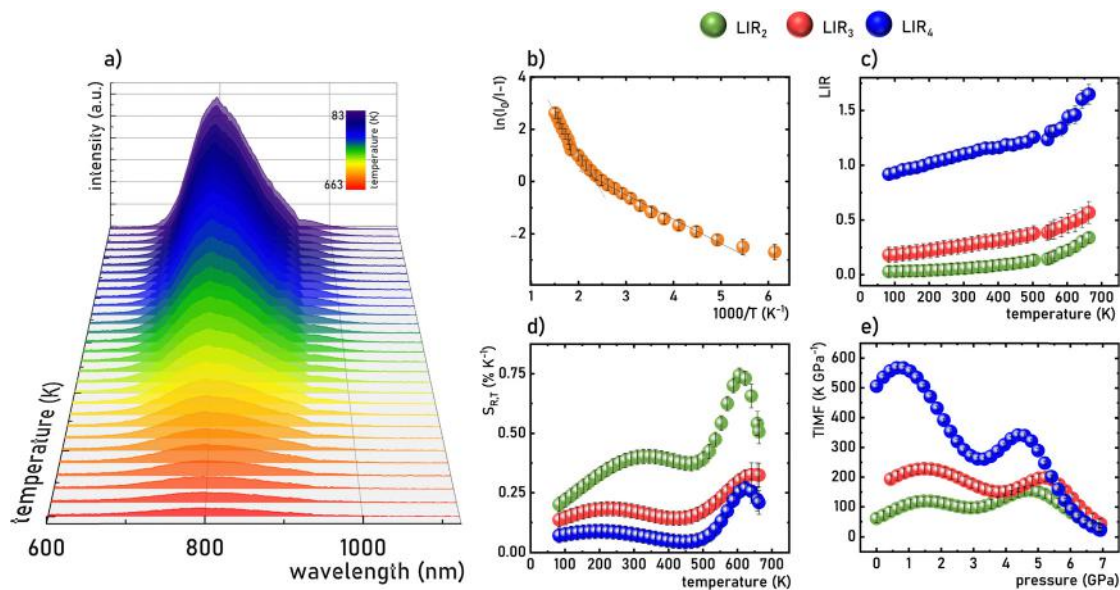 LIR2 LIR3 LIR4
a)
intensity (a.u.)
83
663
temperature (K)
temperature (K)
600 800 1000
wavelength (nm)
b)
ln(I0/I-1)
4
2
0
-2
1 2 3 4 5 6
1000/T (K-1)
c)
LIR
1.5
1.0
0.5
0.0
0 100 200 300 400 500 600 700
temperature (K)
d)
SR,T (% K-1)
0.75
0.50
0.25
0.00
0 100 200 300 400 500 600 700
temperature (K)
e)
TIMF (K GPa-1)
600
500
400
300
200
100
0
0 1 2 3 4 5 6 7
pressure (GPa)